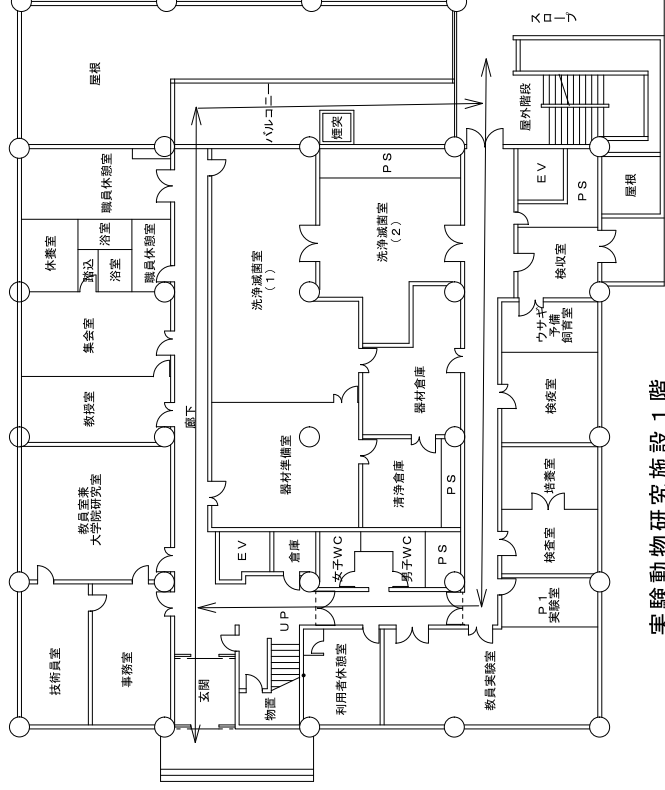 スロープ
屋根
バルコニー
煙突
屋外階段
職員休憩室
浴室
休養室
踏込
浴室
職員休憩室
洗浄滅菌室
(1)
洗浄滅菌室
(2)
PS
EV
PS
屋根
検収室
集会室
教授室
廊下
器材準備室
器材倉庫
清浄倉庫
PS
ウサギ
予備
飼育室
検疫室
培養室
検査室
P1
実験室
教員室兼
大学院研究室
EV
倉庫
女子WC
男子WC
PS
UP
技術員室
事務室
玄関
物置
利用者休憩室
教員実験室
実験動物研究施設1階